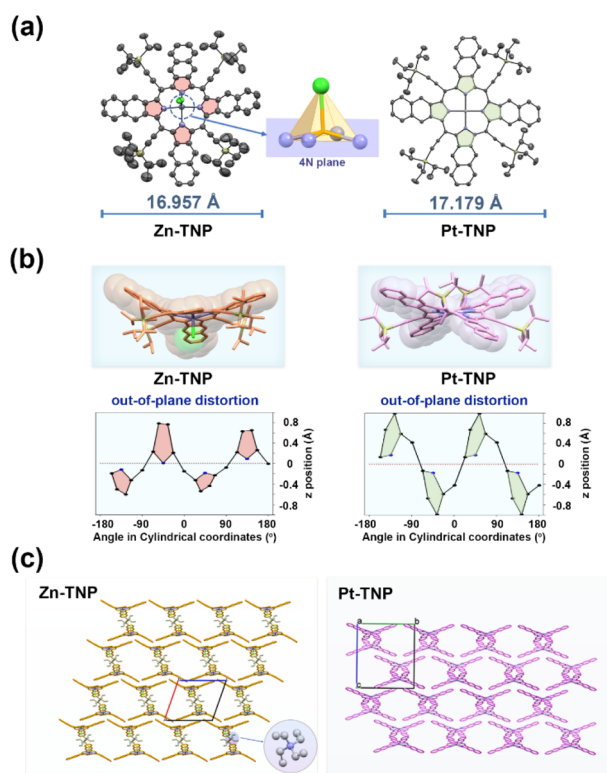 (a)
4N plane
16.957 Å
17.179 Å
Zn-TNP
Pt-TNP
(b)
Zn-TNP
Pt-TNP
out-of-plane distortion
out-of-plane distortion
0.8
0.4
0
-0.4
-0.8
z position (Å)
-180 -90 0 90 180
Angle in Cylindrical coordinates (°)
0.8
0.4
0
-0.4
-0.8
z position (Å)
-180 -90 0 90 180
Angle in Cylindrical coordinates (°)
(c)
Zn-TNP
Pt-TNP
a
b
c